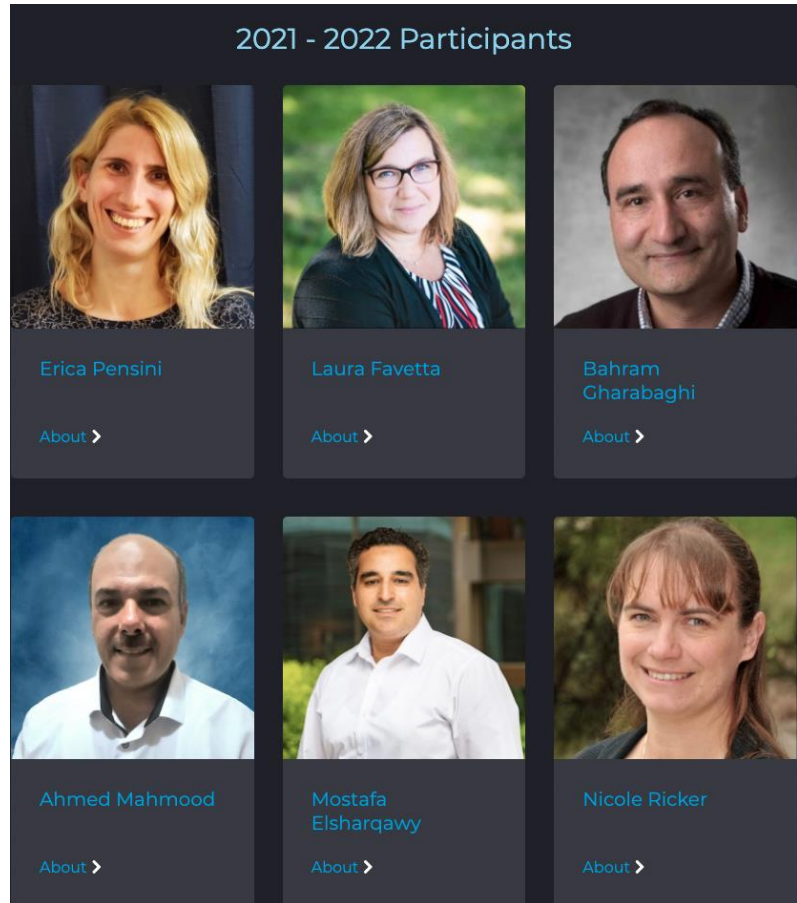 2021 - 2022 Participants
Erica Pensini
Laura Favetta
Bahram
Gharabaghi
About
About
About
Ahmed Mahmood
Mostafa
Elsharqawy
Nicole Ricker
About
About
About